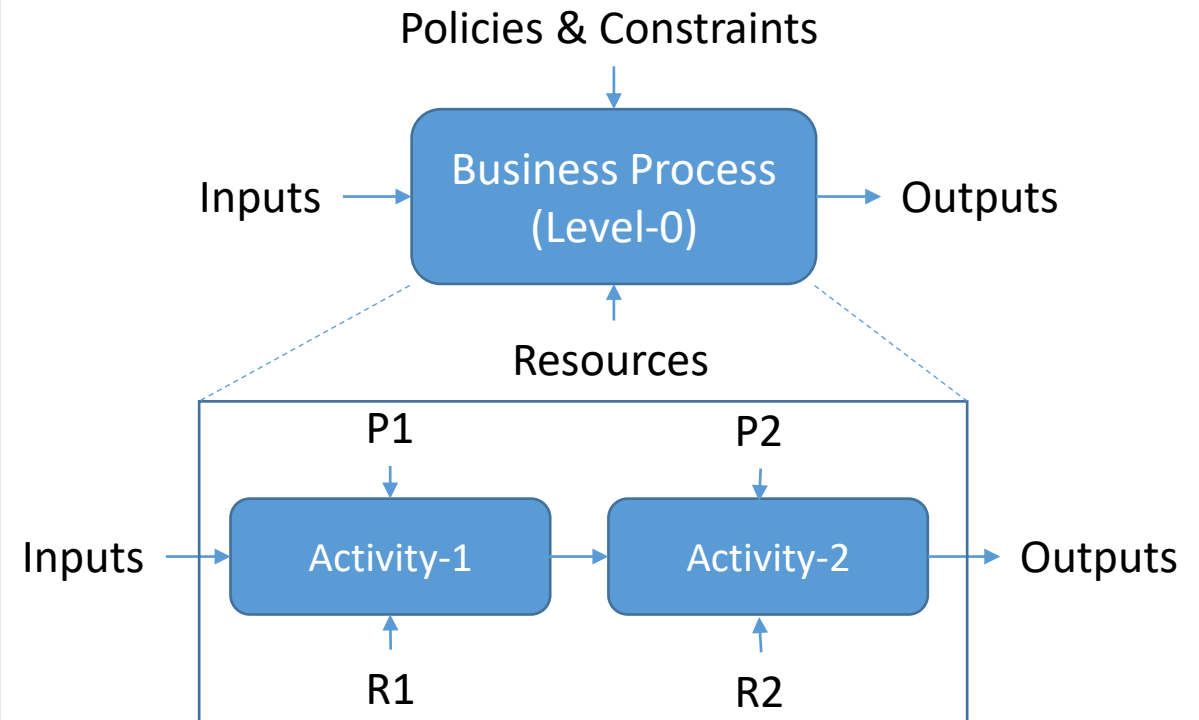 Policies & Constraints
Inputs
Business Process
(Level-0)
Outputs
Resources
P1
P2
Inputs
Activity-1
Activity-2
Outputs
R1
R2